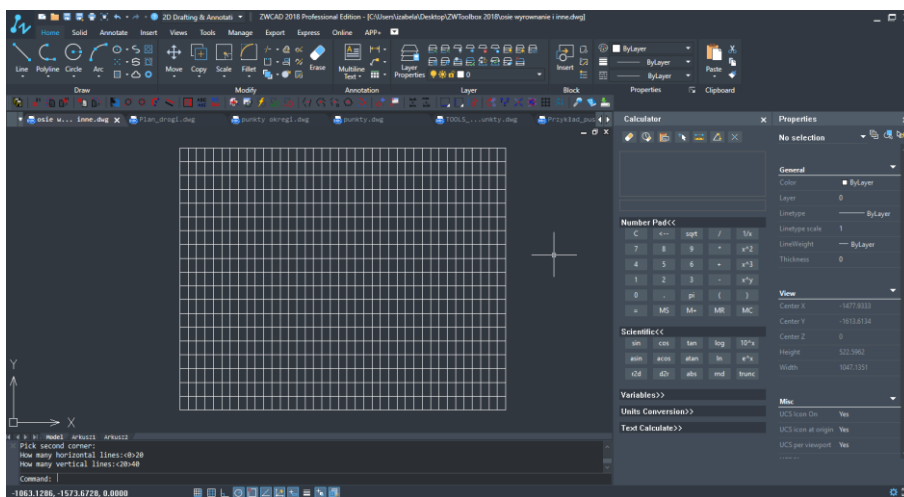 2D Drafting & Annotati
ZWCAD 2018 Professional Edition - [C:\Users\izabela\Desktop\ZWToolbox 2018\osie wyrownanie i inne.dwg]
Home Solid Annotate Insert Views Tools Manage Export Express Online APP+
Line Polyline Circle Arc Move Copy Scale Fillet Erase Multiline Text Layer Properties Insert Paste
ByLayer
ByLayer
ByLayer
0
Draw Modify Annotation Layer Block Properties Clipboard
osie w... inne.dwg Plan_drogi.dwg punkty okregi.dwg punkty.dwg TOOLS_...unkty.dwg
Calculator
Number Pad<<
C <-- sqrt / 1/x
7 8 9 * x^2
4 5 6 + x^3
1 2 3 - x^y
0 . pi ( )
= MS M+ MR MC
Scientific<<
sin cos tan log 10^x
asin acos atan ln e^x
r2d d2r abs rnd trunc
Variables>>
Units Conversion>>
Text Calculate>>
Properties
No selection
General
Color ByLayer
Layer 0
Linetype ByLayer
Linetype scale 1
LineWeight ByLayer
Thickness 0
View
Center X -1477.9333
Center Y -1613.6134
Center Z 0
Height 522.5962
Width 1047.1351
Misc
UCS icon On Yes
UCS icon at origin Yes
UCS per viewport Yes
Y
X
Model Arkusz1 Arkusz2
Pick second corner:
How many horizontal lines:<0>20
How many vertical lines:<20>40
Command:
-1063.1286, -1573.6728, 0.0000